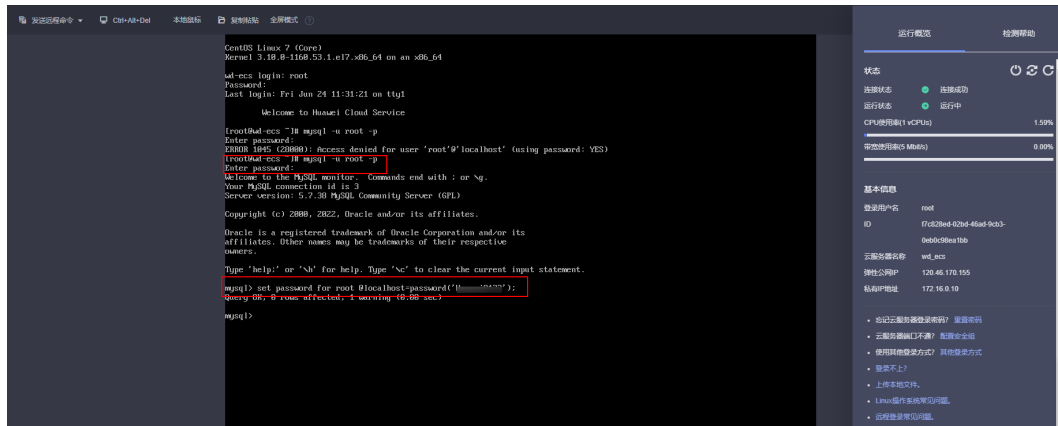 发送远程命令 ▼ Ctrl+Alt+Del 本地鼠标 复制粘贴 全屏模式 ?
CentOS Linux 7 (Core)
Kernel 3.10.0-1160.53.1.el7.x86_64 on an x86_64
wd-ecs login: root
Password:
Last login: Fri Jun 24 11:31:21 on tty1
Welcome to Huawei Cloud Service
[root@wd-ecs ~]# mysql -u root -p
Enter password:
ERROR 1045 (28000): Access denied for user 'root'@'localhost' (using password: YES)
[root@wd-ecs ~]# mysql -u root -p
Enter password:
Welcome to the MySQL monitor. Commands end with ; or \g.
Your MySQL connection id is 3
Server version: 5.7.38 MySQL Community Server (GPL)
Copyright (c) 2000, 2022, Oracle and/or its affiliates.
Oracle is a registered trademark of Oracle Corporation and/or its
affiliates. Other names may be trademarks of their respective
owners.
Type 'help;' or '\h' for help. Type '\c' to clear the current input statement.
mysql> set password for root @localhost=password('
');
Query OK, 0 rows affected, 1 warning (0.00 sec)
mysql>
运行概览 检测帮助
状态
连接状态 连接成功
运行状态 运行中
CPU使用率(1 vCPUs) 1.59%
带宽使用率(5 Mbit/s) 0.00%
基本信息
登录用户名 root
ID f7c828ed-02bd-46ad-9cb3-
0eb0c98ea1bb
云服务器名称 wd_ecs
弹性公网IP 120.46.170.155
私有IP地址 172.16.0.10
• 忘记云服务器登录密码? 重置密码
• 云服务器端口不通? 配置安全组
• 使用其他登录方式? 其他登录方式
• 登录不上?
• 上传本地文件。
• Linux操作系统常见问题。
• 远程登录常见问题。